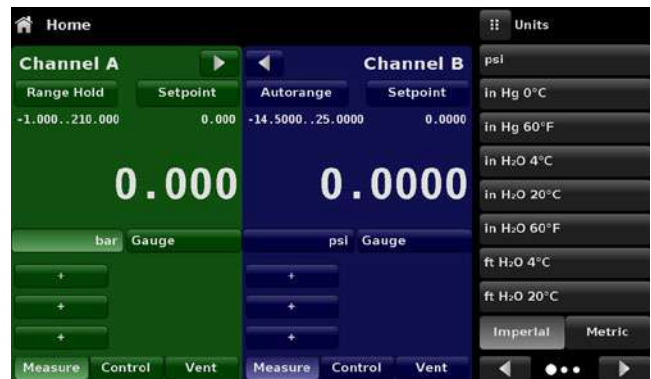 Home
Channel A
Range Hold Setpoint
-1.000..210.000 0.000
0.000
bar Gauge
+
+
+
Measure Control Vent
Channel B
Autorange Setpoint
-14.5000..25.0000 0.0000
0.0000
psi Gauge
+
+
+
Measure Control Vent
Units
psi
in Hg 0°C
in Hg 60°F
in H₂O 4°C
in H₂O 20°C
in H₂O 60°F
ft H₂O 4°C
ft H₂O 20°C
Imperial Metric